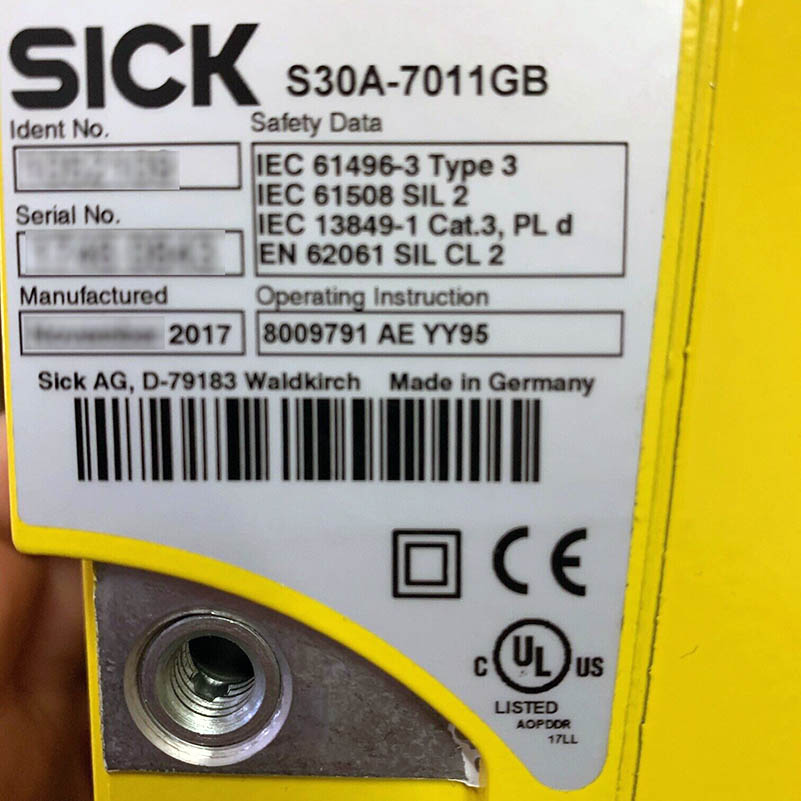 SICK S30A-7011GB
Ident No.
Safety Data
IEC 61496-3 Type 3
IEC 61508 SIL 2
IEC 13849-1 Cat.3, PL d
EN 62061 SIL CL 2
Serial No.
Manufactured
2017
Operating Instruction
8009791 AE YY95
Sick AG, D-79183 Waldkirch Made in Germany
CE
C UL US
LISTED
AOPDDR
17LL